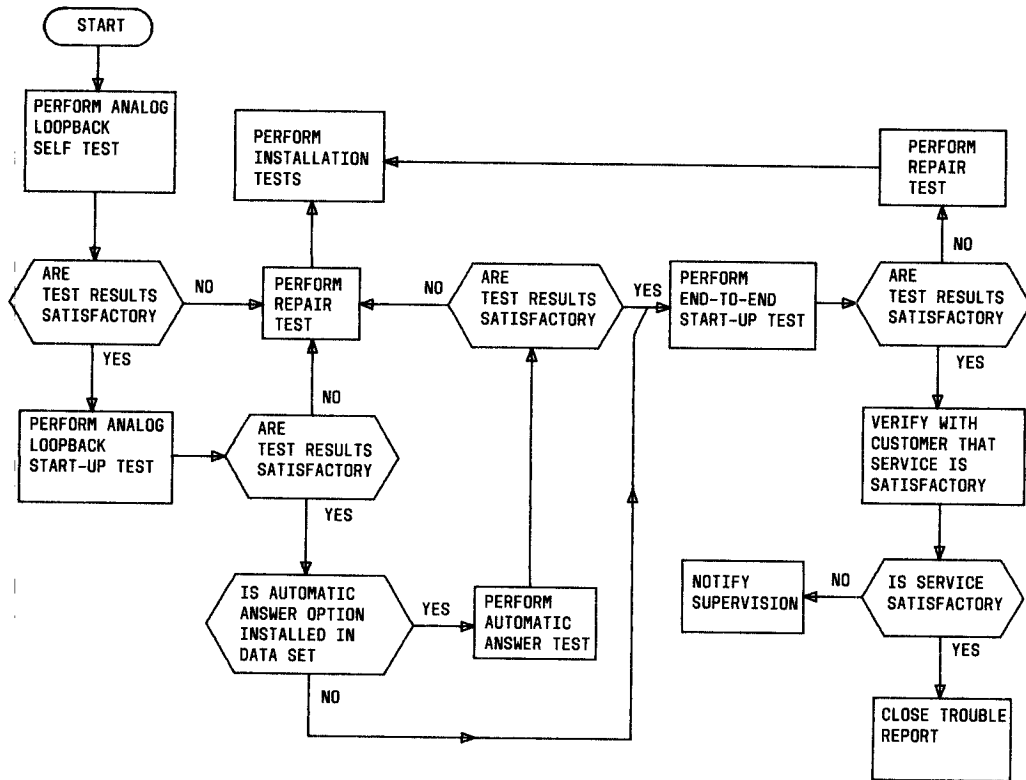 START
PERFORM ANALOG
LOOPBACK
SELF TEST
ARE
TEST RESULTS
SATISFACTORY
NO
YES
PERFORM ANALOG
LOOPBACK
START-UP TEST
PERFORM
INSTALLATION
TESTS
PERFORM
REPAIR
TEST
NO
ARE
TEST RESULTS
SATISFACTORY
YES
IS AUTOMATIC
ANSWER OPTION
INSTALLED IN
DATA SET
YES
NO
PERFORM
AUTOMATIC
ANSWER TEST
NO
ARE
TEST RESULTS
SATISFACTORY
YES
PERFORM
END-TO-END
START-UP TEST
PERFORM
REPAIR
TEST
NO
ARE
TEST RESULTS
SATISFACTORY
YES
VERIFY WITH
CUSTOMER THAT
SERVICE IS
SATISFACTORY
NOTIFY
SUPERVISION
NO
IS SERVICE
SATISFACTORY
YES
CLOSE TROUBLE
REPORT